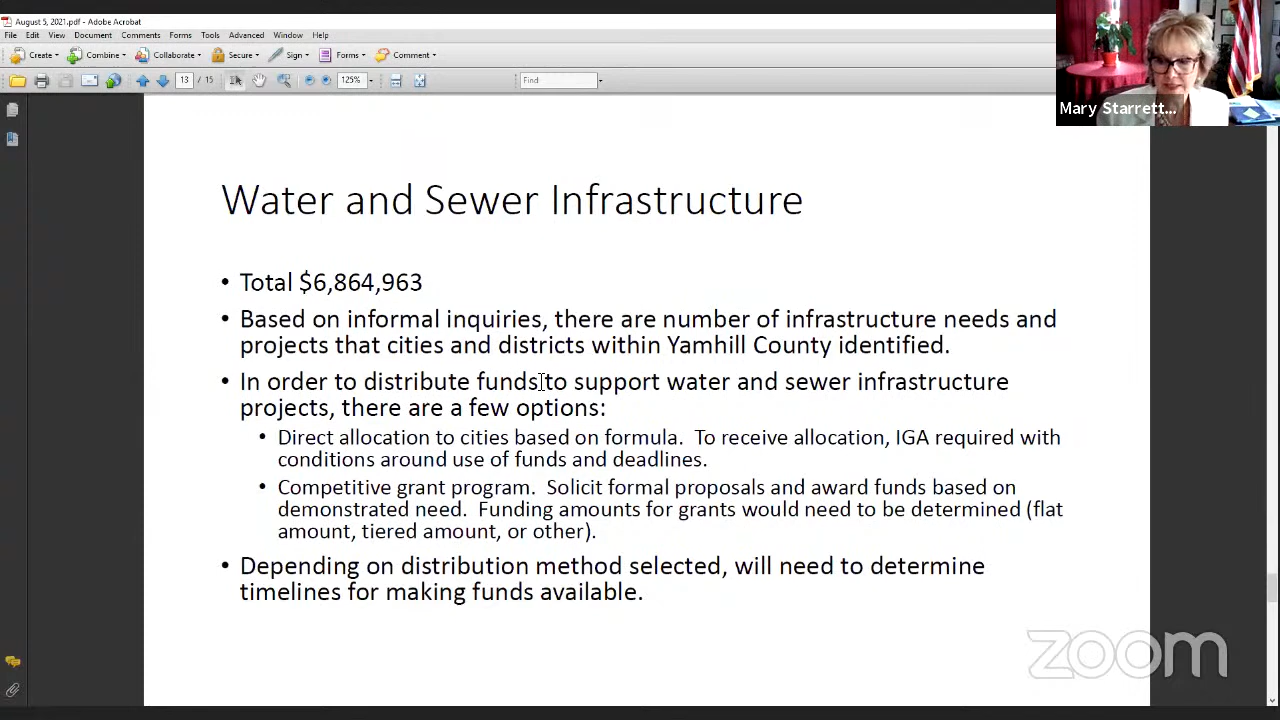 August 5, 2021.pdf - Adobe Acrobat
File Edit View Document Comments Forms Tools Advanced Window Help
Create Combine Collaborate Secure Sign Forms Comment
13 / 15 125% Find
Mary Starrett...
Water and Sewer Infrastructure
• Total $6,864,963
• Based on informal inquiries, there are number of infrastructure needs and
projects that cities and districts within Yamhill County identified.
• In order to distribute funds to support water and sewer infrastructure
projects, there are a few options:
• Direct allocation to cities based on formula. To receive allocation, IGA required with
conditions around use of funds and deadlines.
• Competitive grant program. Solicit formal proposals and award funds based on
demonstrated need. Funding amounts for grants would need to be determined (flat
amount, tiered amount, or other).
• Depending on distribution method selected, will need to determine
timelines for making funds available.
zoom